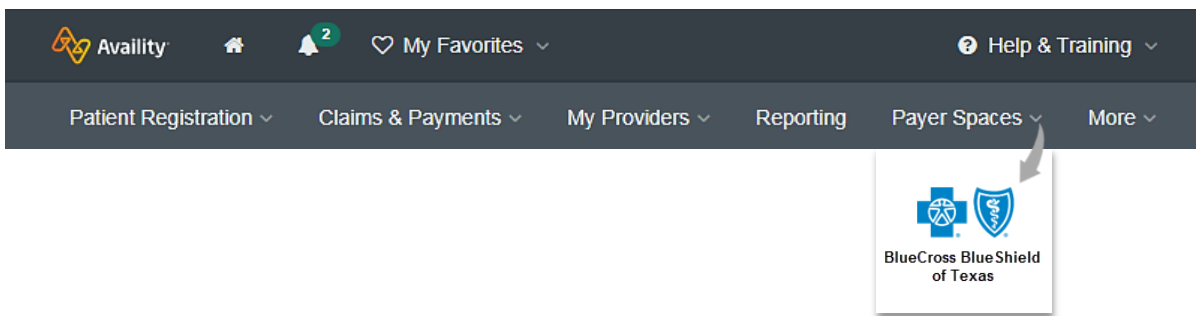 Availity 2 My Favorites Help & Training
Patient Registration Claims & Payments My Providers Reporting Payer Spaces More
BlueCross BlueShield
of Texas